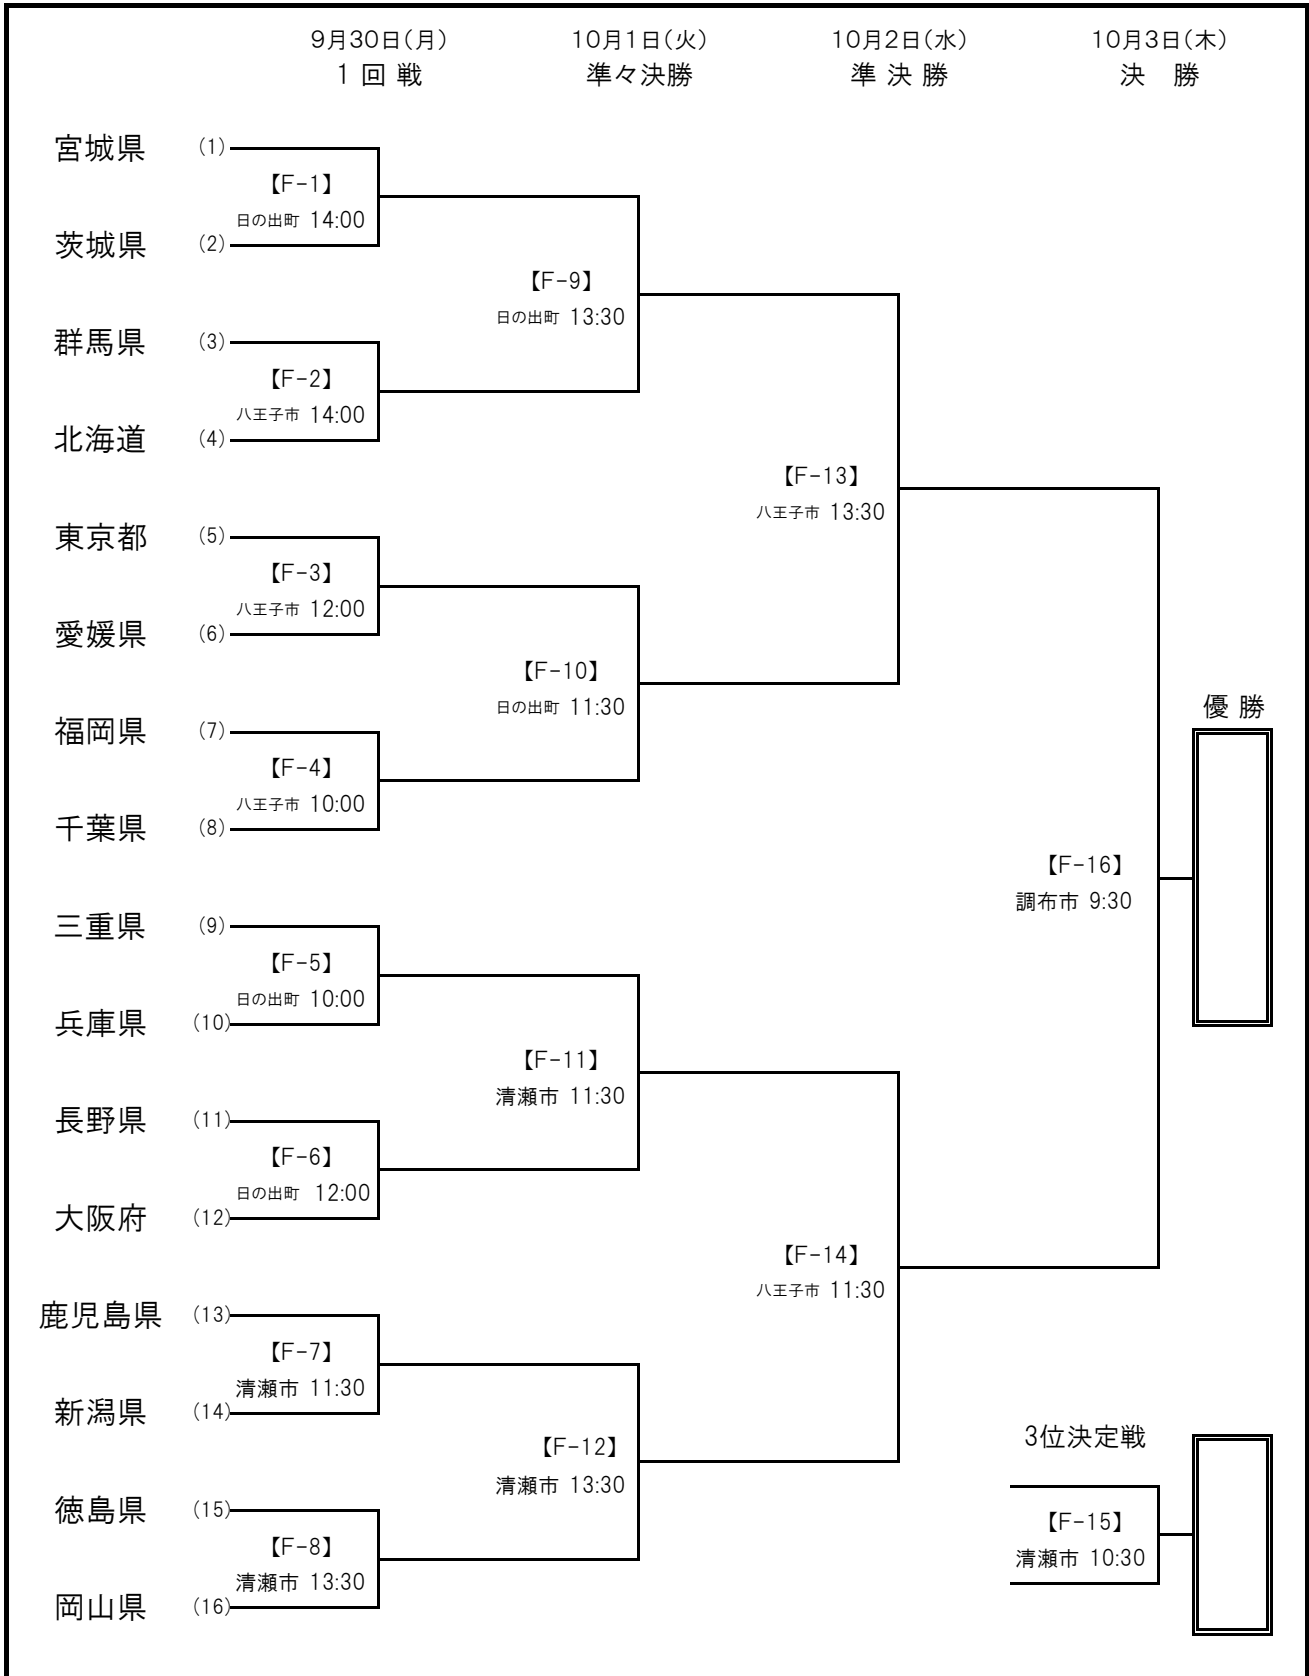 9月30日(月) 10月1日(火) 10月2日(水) 10月3日(木)
1 回 戦 準々決勝 準 決 勝 決 勝
宮城県 (1)
【F-1】
日の出町 14:00
茨城県 (2)
【F-9】
日の出町 13:30
群馬県 (3)
【F-2】
八王子市 14:00
北海道 (4)
【F-13】
八王子市 13:30
東京都 (5)
【F-3】
八王子市 12:00
愛媛県 (6)
【F-10】
日の出町 11:30
優 勝
福岡県 (7)
【F-4】
八王子市 10:00
千葉県 (8)
【F-16】
調布市 9:30
三重県 (9)
【F-5】
日の出町 10:00
兵庫県 (10)
【F-11】
清瀬市 11:30
長野県 (11)
【F-6】
日の出町 12:00
大阪府 (12)
【F-14】
八王子市 11:30
鹿児島県 (13)
【F-7】
清瀬市 11:30
新潟県 (14)
3位決定戦
【F-12】
清瀬市 13:30
徳島県 (15)
【F-15】
清瀬市 10:30
【F-8】
清瀬市 13:30
岡山県 (16)